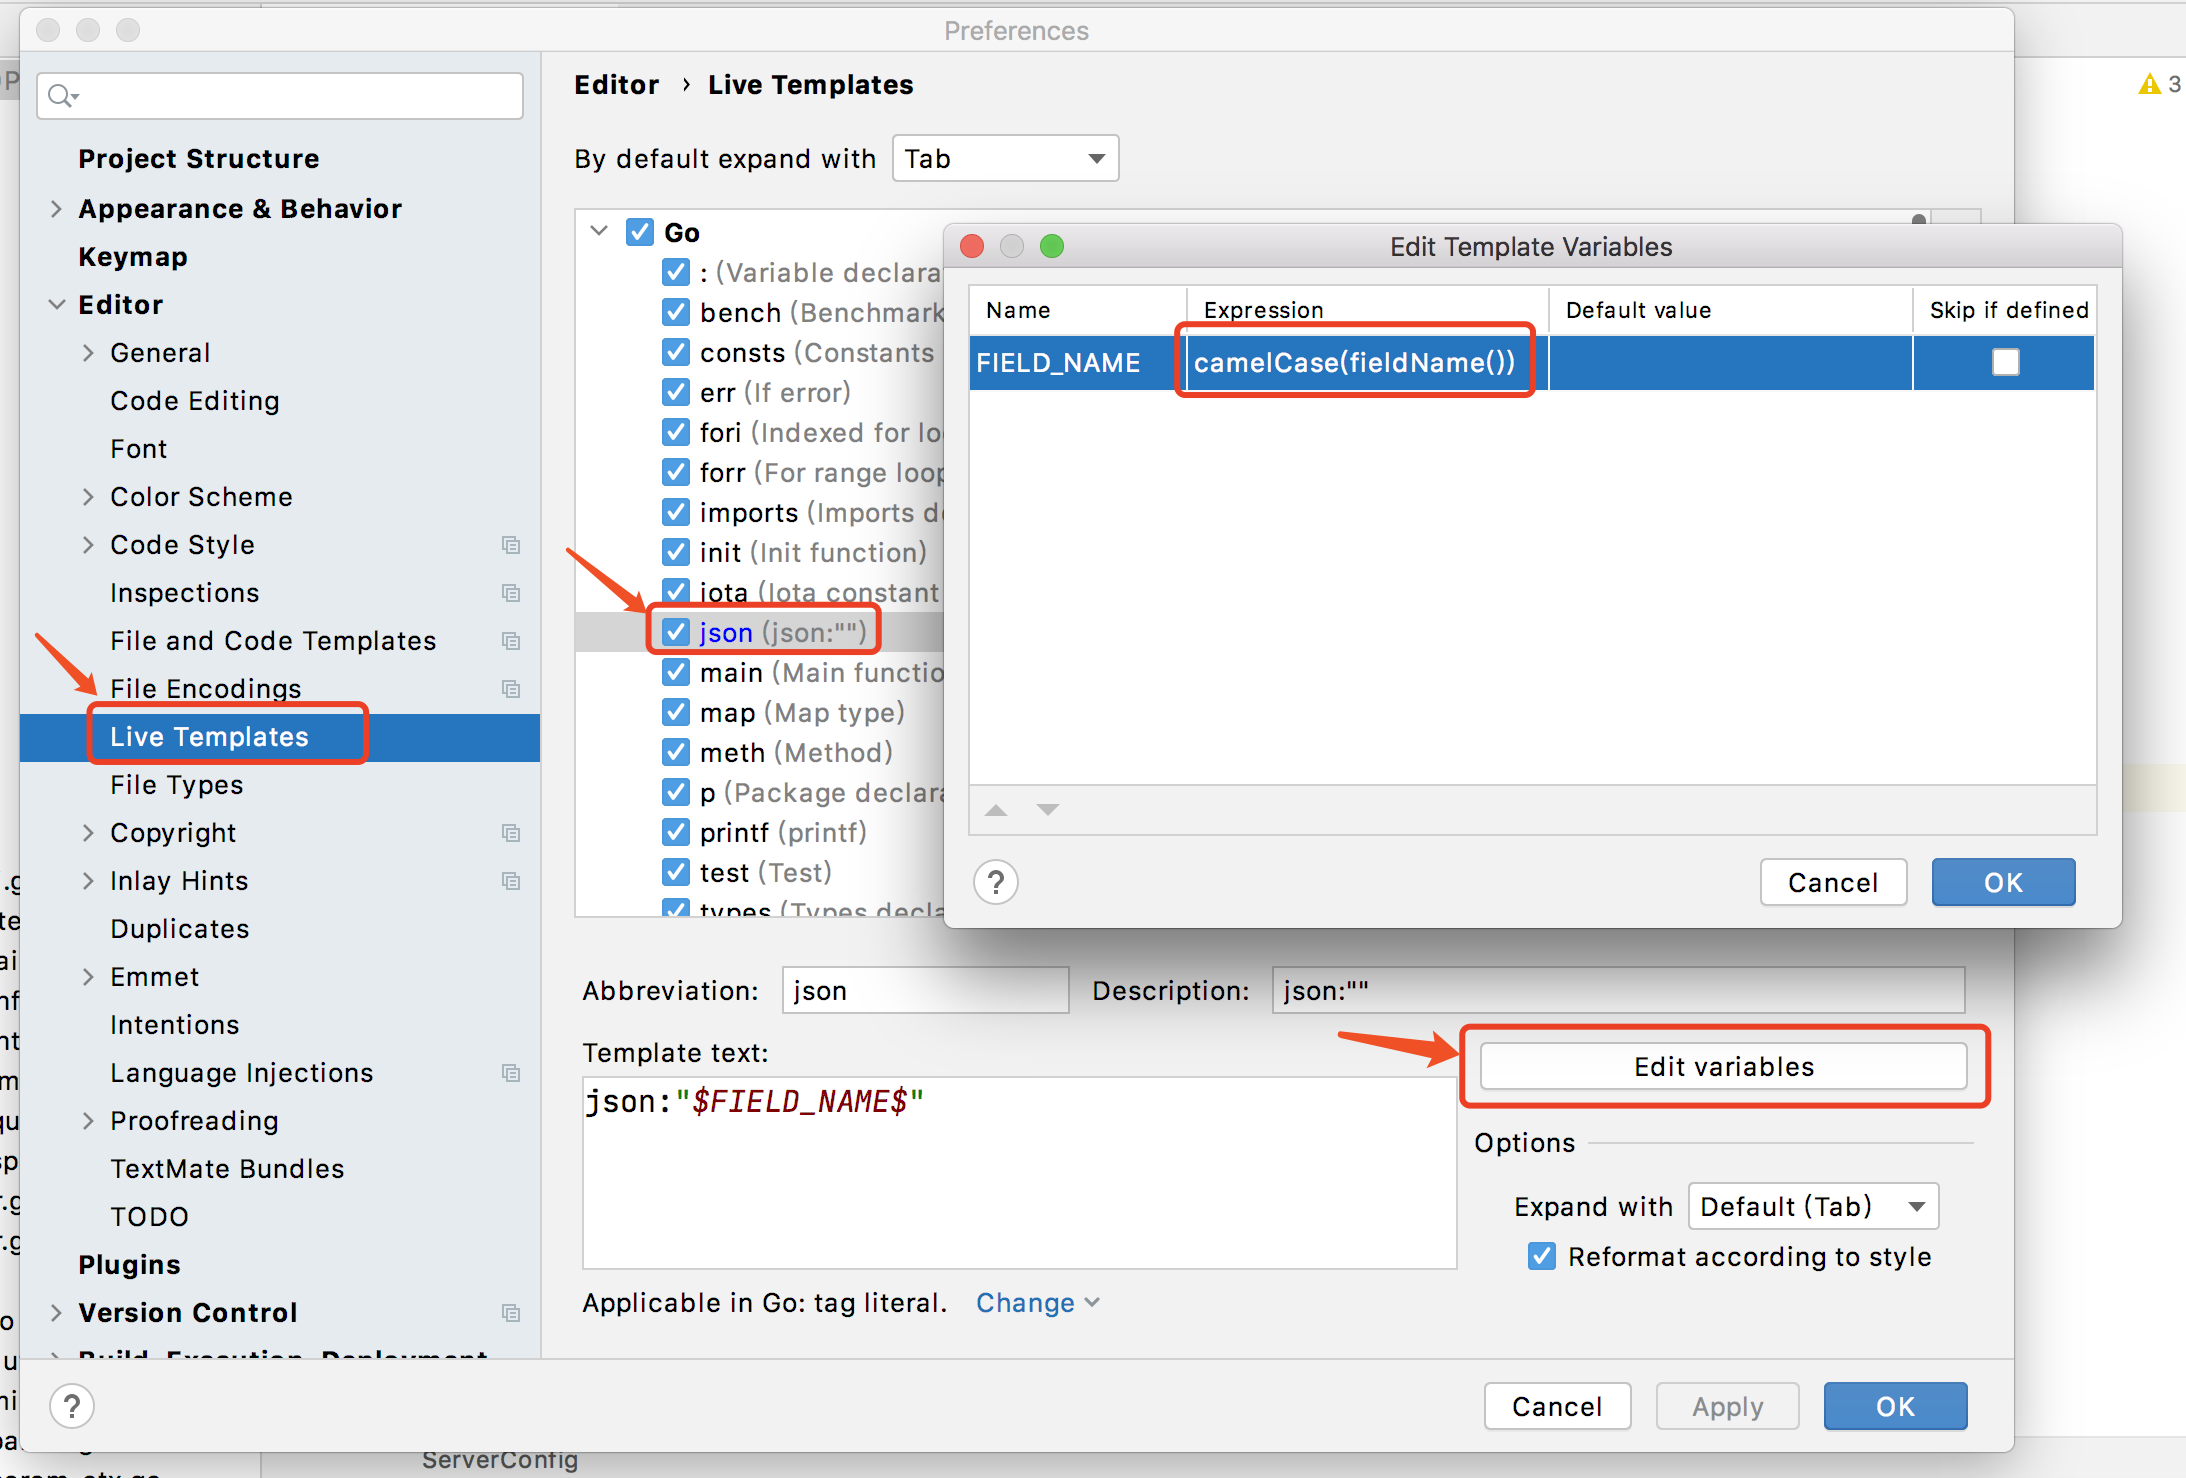 Preferences
3
Project Structure
Appearance & Behavior
Keymap
Editor
General
Code Editing
Font
Color Scheme
Code Style
Inspections
File and Code Templates
File Encodings
Live Templates
File Types
Copyright
Inlay Hints
Duplicates
Emmet
Intentions
Language Injections
Proofreading
TextMate Bundles
TODO
Plugins
Version Control
Build, Execution, Deployment
Editor › Live Templates
By default expand with Tab
Go
: (Variable declara
bench (Benchmark
consts (Constants
err (If error)
fori (Indexed for lo
forr (For range loop
imports (Imports de
init (Init function)
iota (Iota constant
json (json:"")
main (Main functio
map (Map type)
meth (Method)
p (Package declara
printf (printf)
test (Test)
types (Types decla
Edit Template Variables
Name Expression Default value Skip if defined
FIELD_NAME camelCase(fieldName())
? Cancel OK
Abbreviation: json Description: json:""
Template text:
json:"$FIELD_NAME$"
Edit variables
Options
Expand with Default (Tab)
Reformat according to style
Applicable in Go: tag literal. Change
? Cancel Apply OK
ServerConfig